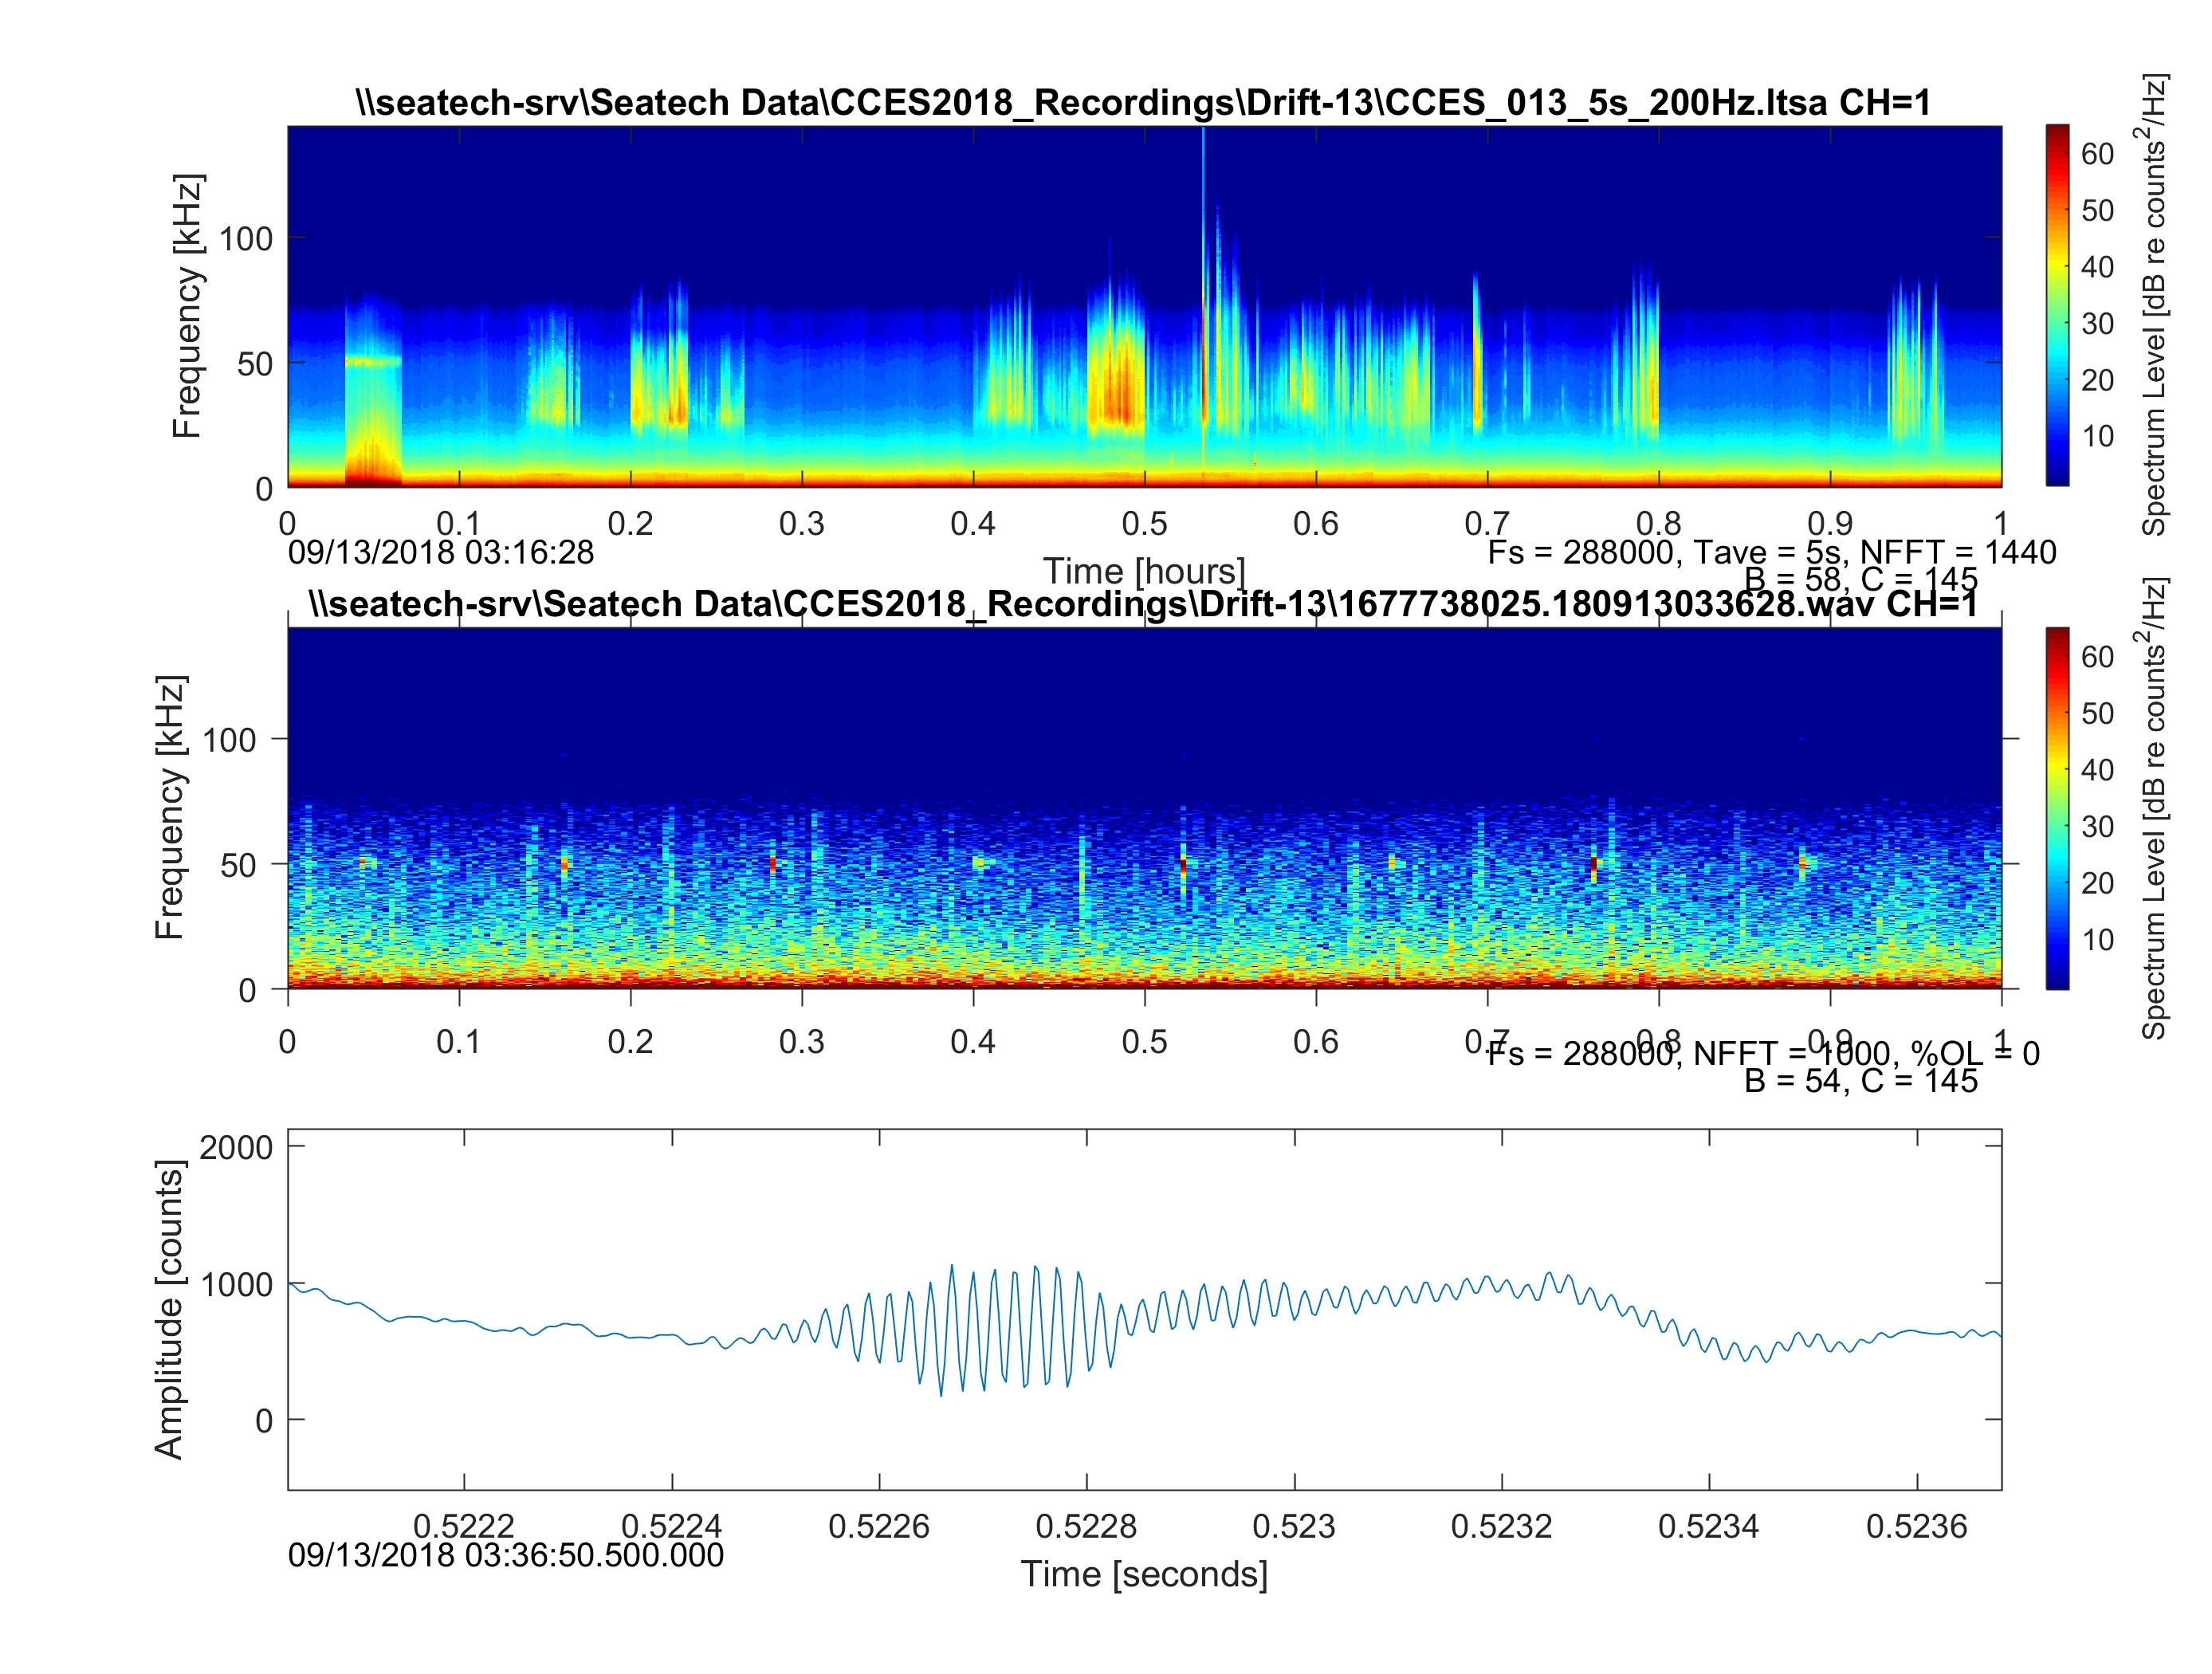 \\seatech-srv\Seatech Data\CCES2018_Recordings\Drift-13\CCES_013_5s_200Hz.ltsa CH=1
Frequency [kHz]
100
50
0
0 0.1 0.2 0.3 0.4 0.5 0.6 0.7 0.8 0.9 1
60
50
40
30
20
10
Spectrum Level [dB re counts²/Hz]
09/13/2018 03:16:28
Time [hours]
Fs = 288000, Tave = 5s, NFFT = 1440
B = 58, C = 145
\\seatech-srv\Seatech Data\CCES2018_Recordings\Drift-13\1677738025.180913033628.wav CH=1
Frequency [kHz]
100
50
0
0 0.1 0.2 0.3 0.4 0.5 0.6 0.7 0.8 0.9 1
60
50
40
30
20
10
Spectrum Level [dB re counts²/Hz]
Fs = 288000, NFFT = 1000, %OL = 0
B = 54, C = 145
Amplitude [counts]
2000
1000
0
0.5222 0.5224 0.5226 0.5228 0.523 0.5232 0.5234 0.5236
09/13/2018 03:36:50.500.000
Time [seconds]